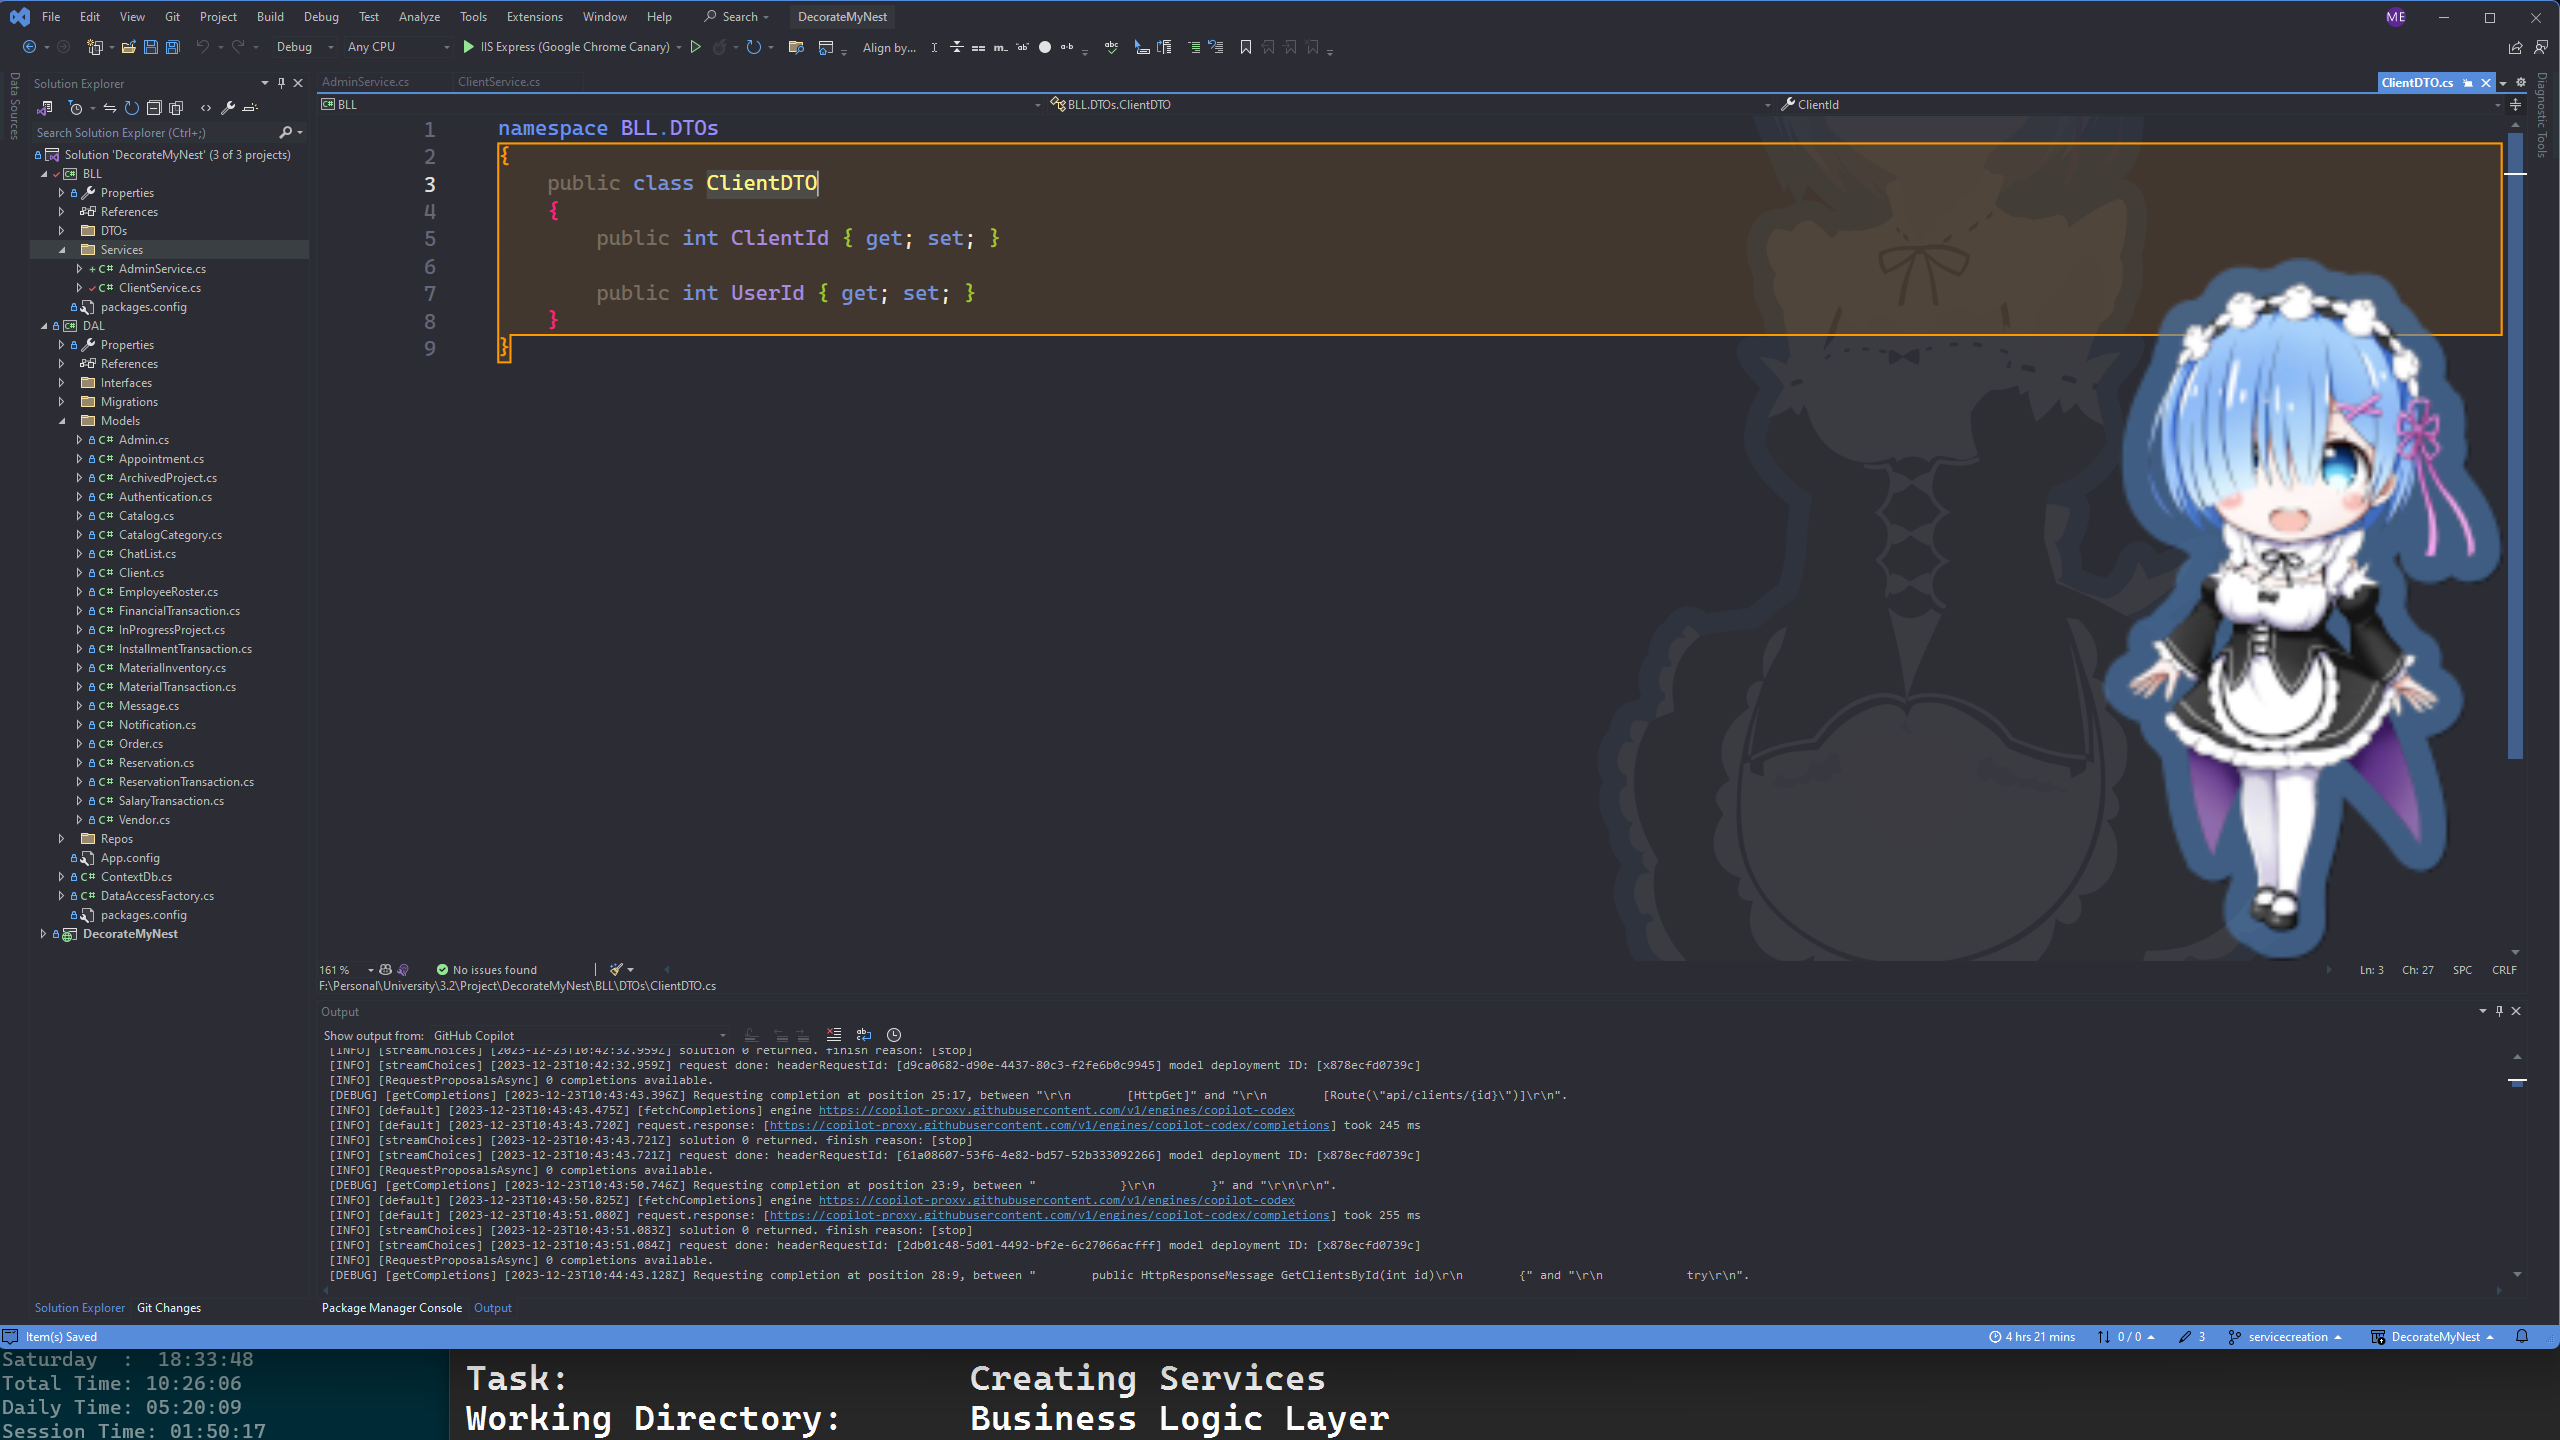 File Edit View Git Project Build Debug Test Analyze Tools Extensions Window Help Search DecorateMyNest ME
Debug Any CPU IIS Express (Google Chrome Canary) Align by...
Data Sources
Solution Explorer
Search Solution Explorer (Ctrl+;)
Solution 'DecorateMyNest' (3 of 3 projects)
BLL
Properties
References
DTOs
Services
AdminService.cs
ClientService.cs
packages.config
DAL
Properties
References
Interfaces
Migrations
Models
Admin.cs
Appointment.cs
ArchivedProject.cs
Authentication.cs
Catalog.cs
CatalogCategory.cs
ChatList.cs
Client.cs
EmployeeRoster.cs
FinancialTransaction.cs
InProgressProject.cs
InstallmentTransaction.cs
MaterialInventory.cs
MaterialTransaction.cs
Message.cs
Notification.cs
Order.cs
Reservation.cs
ReservationTransaction.cs
SalaryTransaction.cs
Vendor.cs
Repos
App.config
ContextDb.cs
DataAccessFactory.cs
packages.config
DecorateMyNest
Solution Explorer Git Changes
AdminService.cs ClientService.cs ClientDTO.cs
BLL BLL.DTOs.ClientDTO ClientId
Diagnostic Tools
1 namespace BLL.DTOs
2 {
3 public class ClientDTO
4 {
5 public int ClientId { get; set; }
6
7 public int UserId { get; set; }
8 }
9 }
161 % No issues found Ln: 3 Ch: 27 SPC CRLF
F:\Personal\University\3.2\Project\DecorateMyNest\BLL\DTOs\ClientDTO.cs
Output
Show output from: GitHub Copilot
[INFO] [streamChoices] [2023-12-23T10:42:32.959Z] solution 0 returned. finish reason: [stop]
[INFO] [streamChoices] [2023-12-23T10:42:32.959Z] request done: headerRequestId: [d9ca0682-d90e-4437-80c3-f2fe6b0c9945] model deployment ID: [x878ecfd0739c]
[INFO] [RequestProposalsAsync] 0 completions available.
[DEBUG] [getCompletions] [2023-12-23T10:43:43.396Z] Requesting completion at position 25:17, between "\r\n        [HttpGet]" and "\r\n        [Route(\"api/clients/{id}\")]\r\n".
[INFO] [default] [2023-12-23T10:43:43.475Z] [fetchCompletions] engine https://copilot-proxy.githubusercontent.com/v1/engines/copilot-codex
[INFO] [default] [2023-12-23T10:43:43.720Z] request.response: [https://copilot-proxy.githubusercontent.com/v1/engines/copilot-codex/completions] took 245 ms
[INFO] [streamChoices] [2023-12-23T10:43:43.721Z] solution 0 returned. finish reason: [stop]
[INFO] [streamChoices] [2023-12-23T10:43:43.721Z] request done: headerRequestId: [61a08607-53f6-4e82-bd57-52b333092266] model deployment ID: [x878ecfd0739c]
[INFO] [RequestProposalsAsync] 0 completions available.
[DEBUG] [getCompletions] [2023-12-23T10:43:50.746Z] Requesting completion at position 23:9, between "            }\r\n        }" and "\r\n\r\n".
[INFO] [default] [2023-12-23T10:43:50.825Z] [fetchCompletions] engine https://copilot-proxy.githubusercontent.com/v1/engines/copilot-codex
[INFO] [default] [2023-12-23T10:43:51.080Z] request.response: [https://copilot-proxy.githubusercontent.com/v1/engines/copilot-codex/completions] took 255 ms
[INFO] [streamChoices] [2023-12-23T10:43:51.083Z] solution 0 returned. finish reason: [stop]
[INFO] [streamChoices] [2023-12-23T10:43:51.084Z] request done: headerRequestId: [2db01c48-5d01-4492-bf2e-6c27066acfff] model deployment ID: [x878ecfd0739c]
[INFO] [RequestProposalsAsync] 0 completions available.
[DEBUG] [getCompletions] [2023-12-23T10:44:43.128Z] Requesting completion at position 28:9, between "        public HttpResponseMessage GetClientsById(int id)\r\n        {" and "\r\n            try\r\n".
Package Manager Console Output
Item(s) Saved 4 hrs 21 mins 0 / 0 3 servicecreation DecorateMyNest
Saturday : 18:33:48
Total Time: 10:26:06
Daily Time: 05:20:09
Session Time: 01:50:17
Task: Creating Services
Working Directory: Business Logic Layer